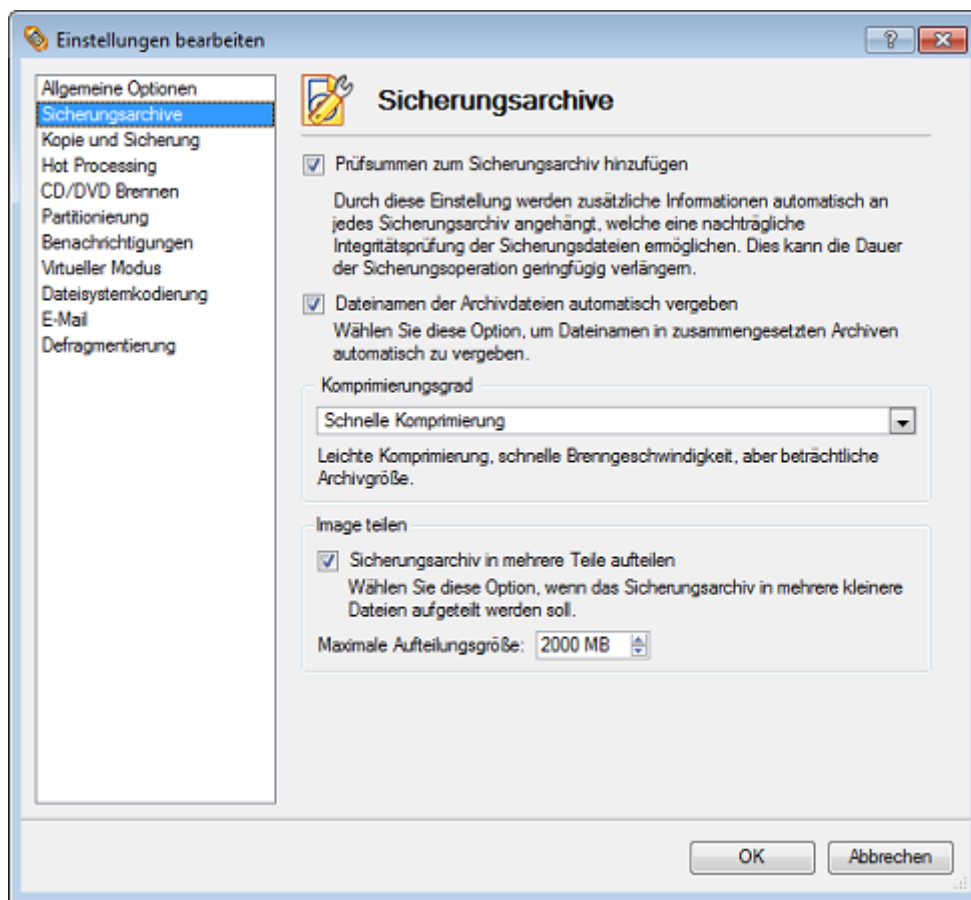 Einstellungen bearbeiten
Allgemeine Optionen
Sicherungsarchive
Kopie und Sicherung
Hot Processing
CD/DVD Brennen
Partitionierung
Benachrichtigungen
Virtueller Modus
Dateisystemkodierung
E-Mail
Defragmentierung
Sicherungsarchive
Prüfsummen zum Sicherungsarchiv hinzufügen
Durch diese Einstellung werden zusätzliche Informationen automatisch an
jedes Sicherungsarchiv angehängt, welche eine nachträgliche
Integritätsprüfung der Sicherungsdateien ermöglichen. Dies kann die Dauer
der Sicherungsoperation geringfügig verlängern.
Dateinamen der Archivdateien automatisch vergeben
Wählen Sie diese Option, um Dateinamen in zusammengesetzten Archiven
automatisch zu vergeben.
Komprimierungsgrad
Schnelle Komprimierung
Leichte Komprimierung, schnelle Brenngeschwindigkeit, aber beträchtliche
Archivgröße.
Image teilen
Sicherungsarchiv in mehrere Teile aufteilen
Wählen Sie diese Option, wenn das Sicherungsarchiv in mehrere kleinere
Dateien aufgeteilt werden soll.
Maximale Aufteilungsgröße: 2000 MB
OK Abbrechen